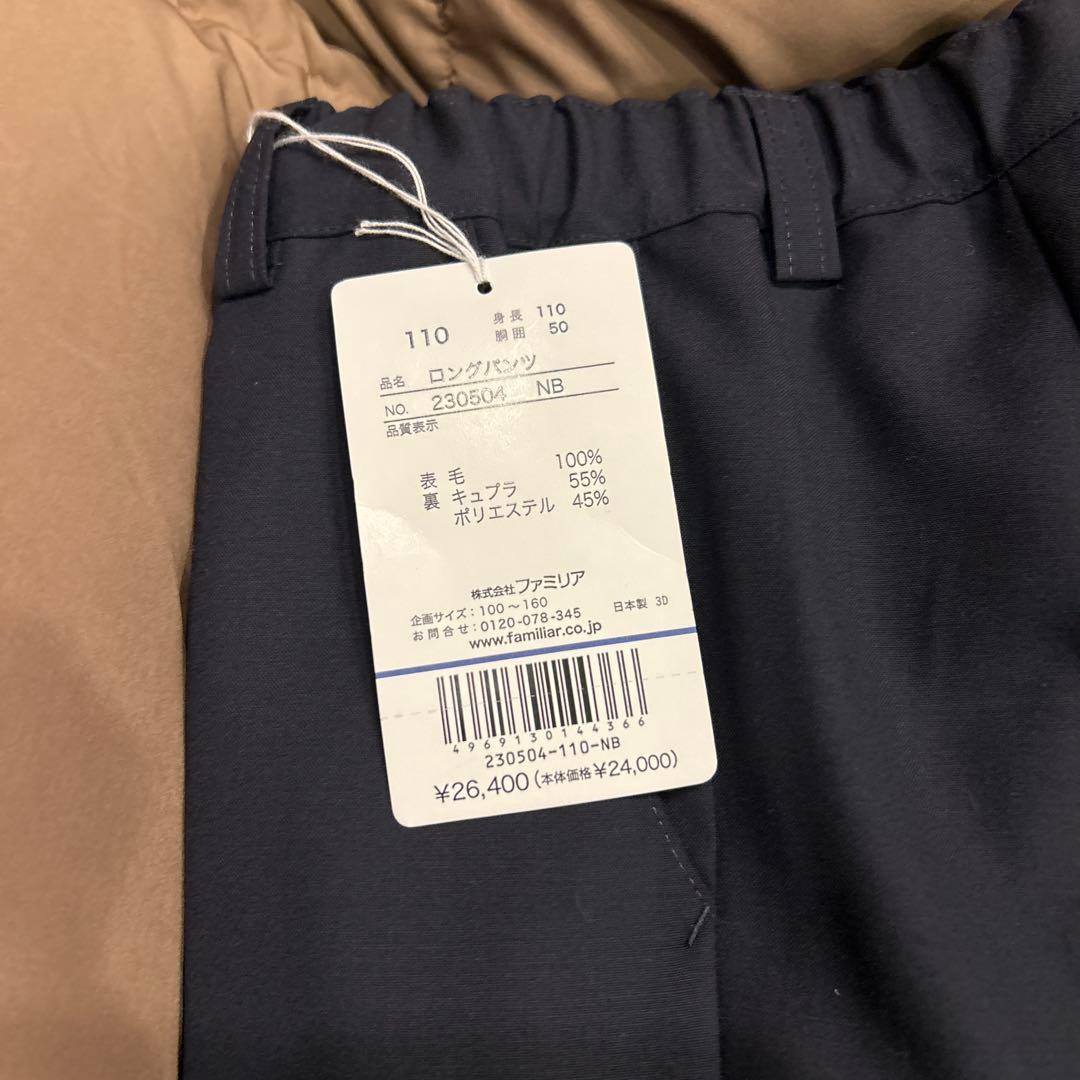 110 身長 110
胴囲 50
品名 ロングパンツ
NO. 230504 NB
品質表示
表 毛 100%
裏 キュプラ 55%
ポリエステル 45%
株式会社ファミリア
企画サイズ：100～160
お問合せ：0120-078-345 日本製 3D
www.familiar.co.jp
4969130144366
230504-110-NB
¥26,400(本体価格¥24,000)